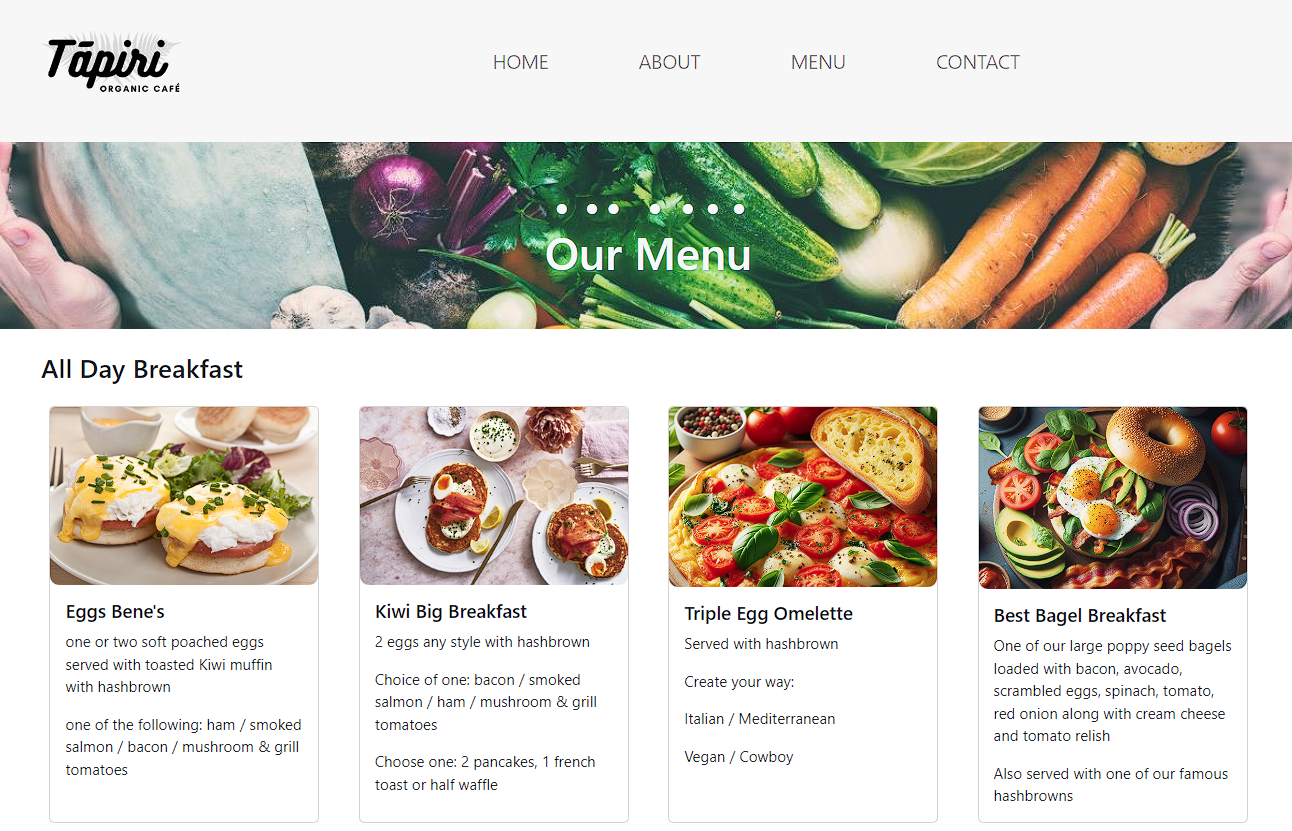 Tāpiri
ORGANIC CAFÉ
HOME ABOUT MENU CONTACT
Our Menu
All Day Breakfast
Eggs Bene's
one or two soft poached eggs
served with toasted Kiwi muffin
with hashbrown
one of the following: ham / smoked
salmon / bacon / mushroom & grill
tomatoes
Kiwi Big Breakfast
2 eggs any style with hashbrown
Choice of one: bacon / smoked
salmon / ham / mushroom & grill
tomatoes
Choose one: 2 pancakes, 1 french
toast or half waffle
Triple Egg Omelette
Served with hashbrown
Create your way:
Italian / Mediterranean
Vegan / Cowboy
Best Bagel Breakfast
One of our large poppy seed bagels
loaded with bacon, avocado,
scrambled eggs, spinach, tomato,
red onion along with cream cheese
and tomato relish
Also served with one of our famous
hashbrowns